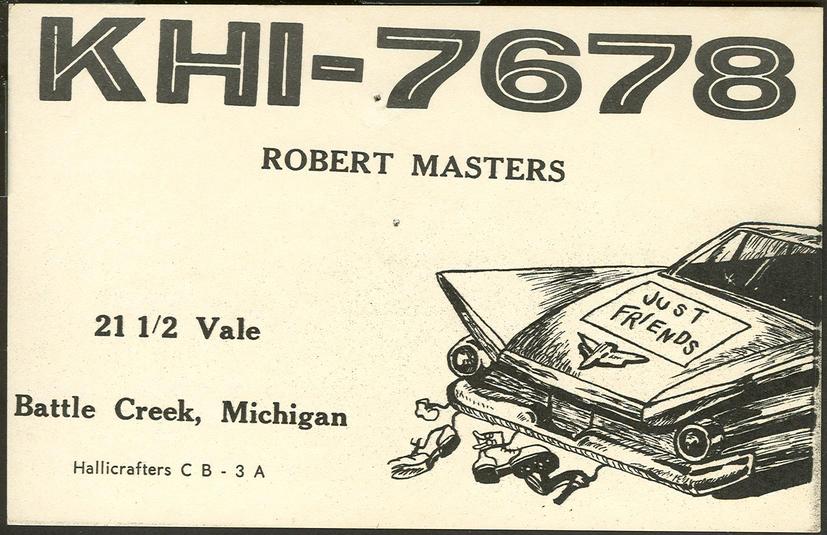 KHI-7678
ROBERT MASTERS
JUST
FRIENDS
21 1/2 Vale
Battle Creek, Michigan
Hallicrafters C B - 3 A